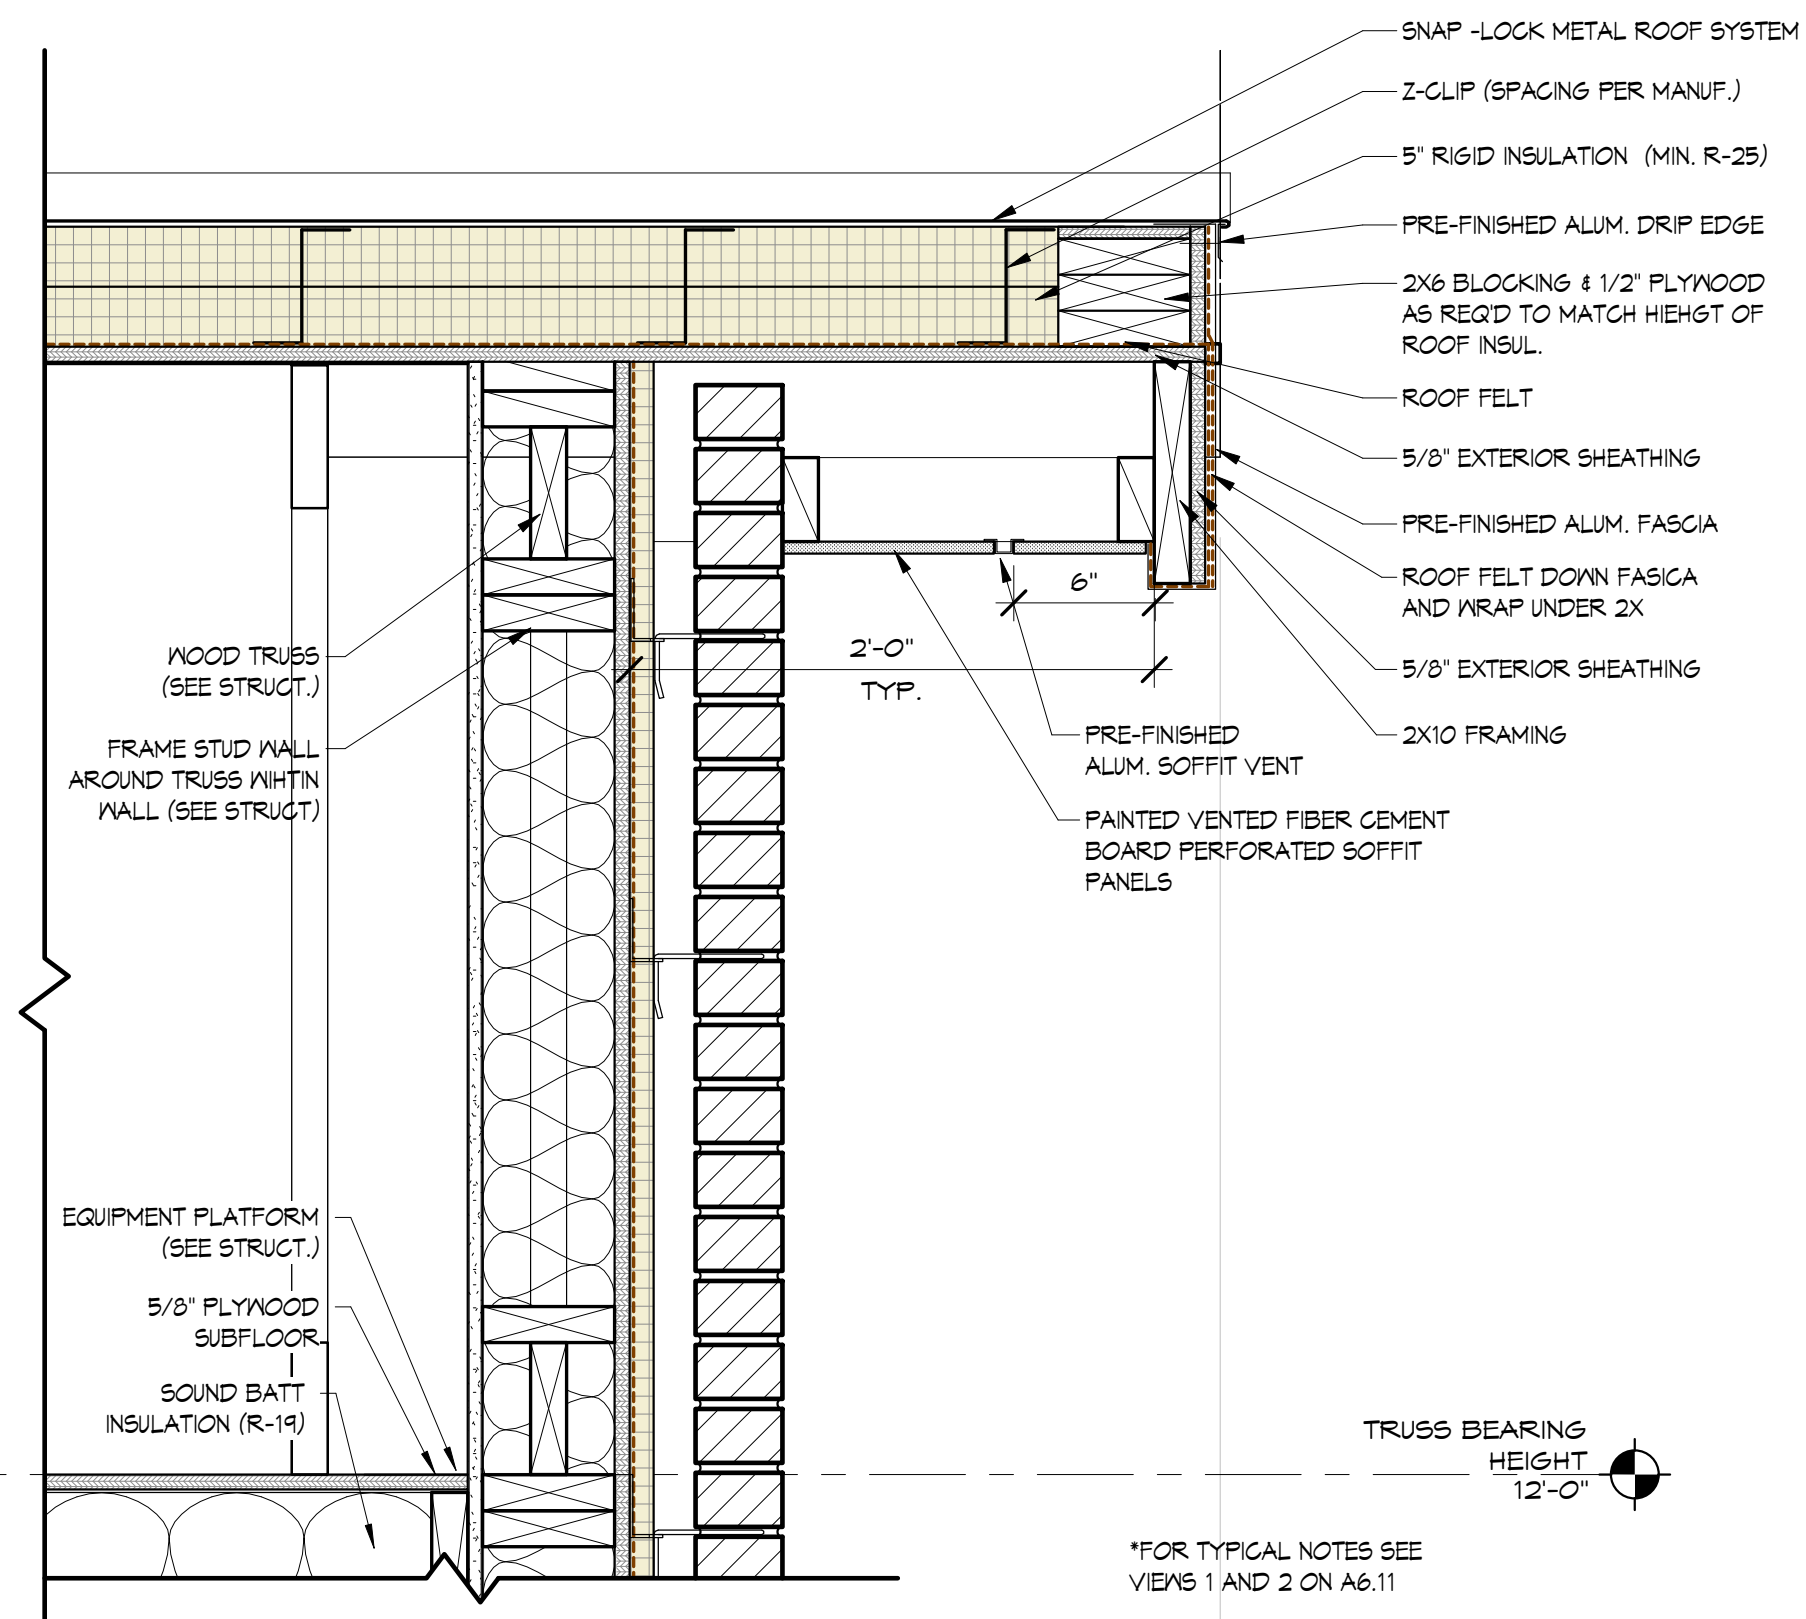 SNAP -LOCK METAL ROOF SYSTEM
Z-CLIP (SPACING PER MANUF.)
5" RIGID INSULATION (MIN. R-25)
PRE-FINISHED ALUM. DRIP EDGE
2X6 BLOCKING & 1/2" PLYWOOD
AS REQ'D TO MATCH HIEHGT OF
ROOF INSUL.
ROOF FELT
5/8" EXTERIOR SHEATHING
PRE-FINISHED ALUM. FASCIA
ROOF FELT DOWN FASICA
AND WRAP UNDER 2X
5/8" EXTERIOR SHEATHING
2X10 FRAMING
6"
2'-0"
TYP.
PRE-FINISHED
ALUM. SOFFIT VENT
PAINTED VENTED FIBER CEMENT
BOARD PERFORATED SOFFIT
PANELS
WOOD TRUSS
(SEE STRUCT.)
FRAME STUD WALL
AROUND TRUSS WIHTIN
WALL (SEE STRUCT)
EQUIPMENT PLATFORM
(SEE STRUCT.)
5/8" PLYWOOD
SUBFLOOR
SOUND BATT
INSULATION (R-19)
TRUSS BEARING
HEIGHT
12'-0"
*FOR TYPICAL NOTES SEE
VIEWS 1 AND 2 ON A6.11